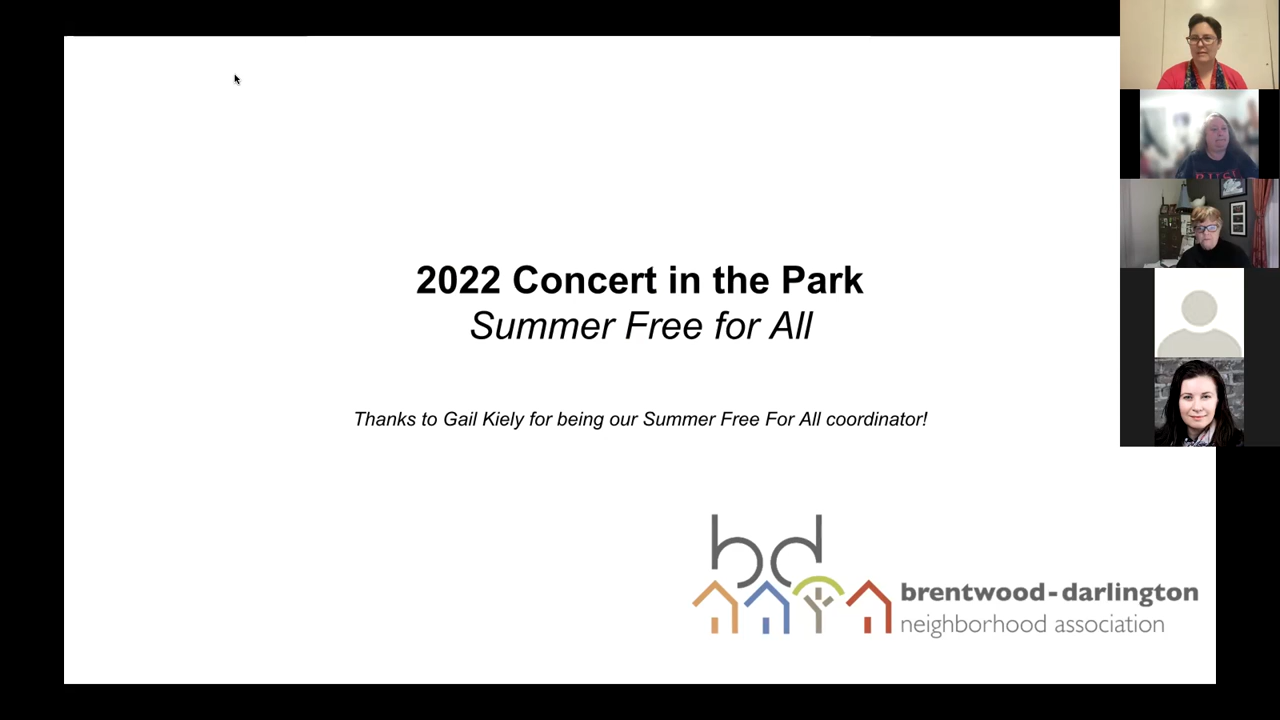 2022 Concert in the Park
Summer Free for All
Thanks to Gail Kiely for being our Summer Free For All coordinator!
bd
brentwood-darlington
neighborhood association